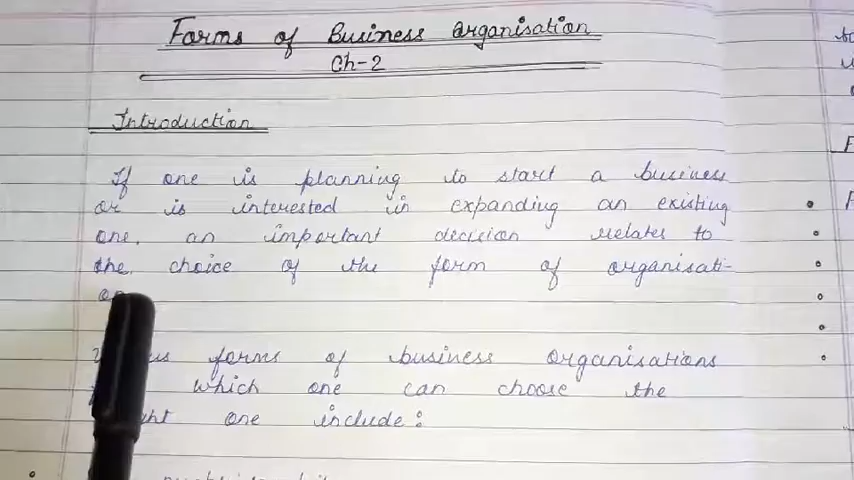 Forms of Business Organisation
Ch-2
Introduction
If one is planning to start a business
or is interested in expanding an existing
one, an important decision relates to
the choice of the form of organisati-
on
forms of business organisations
which one can choose the
one include: